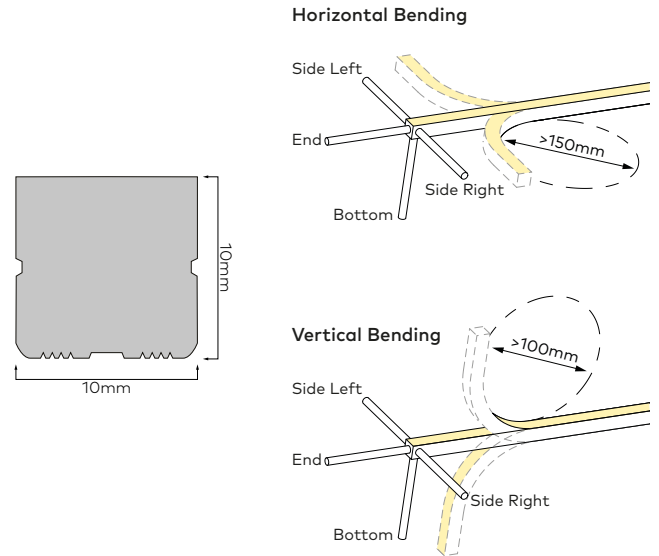 Horizontal Bending
Side Left
End
>150mm
Side Right
Bottom
10mm
10mm
Vertical Bending
>100mm
Side Left
End
Side Right
Bottom